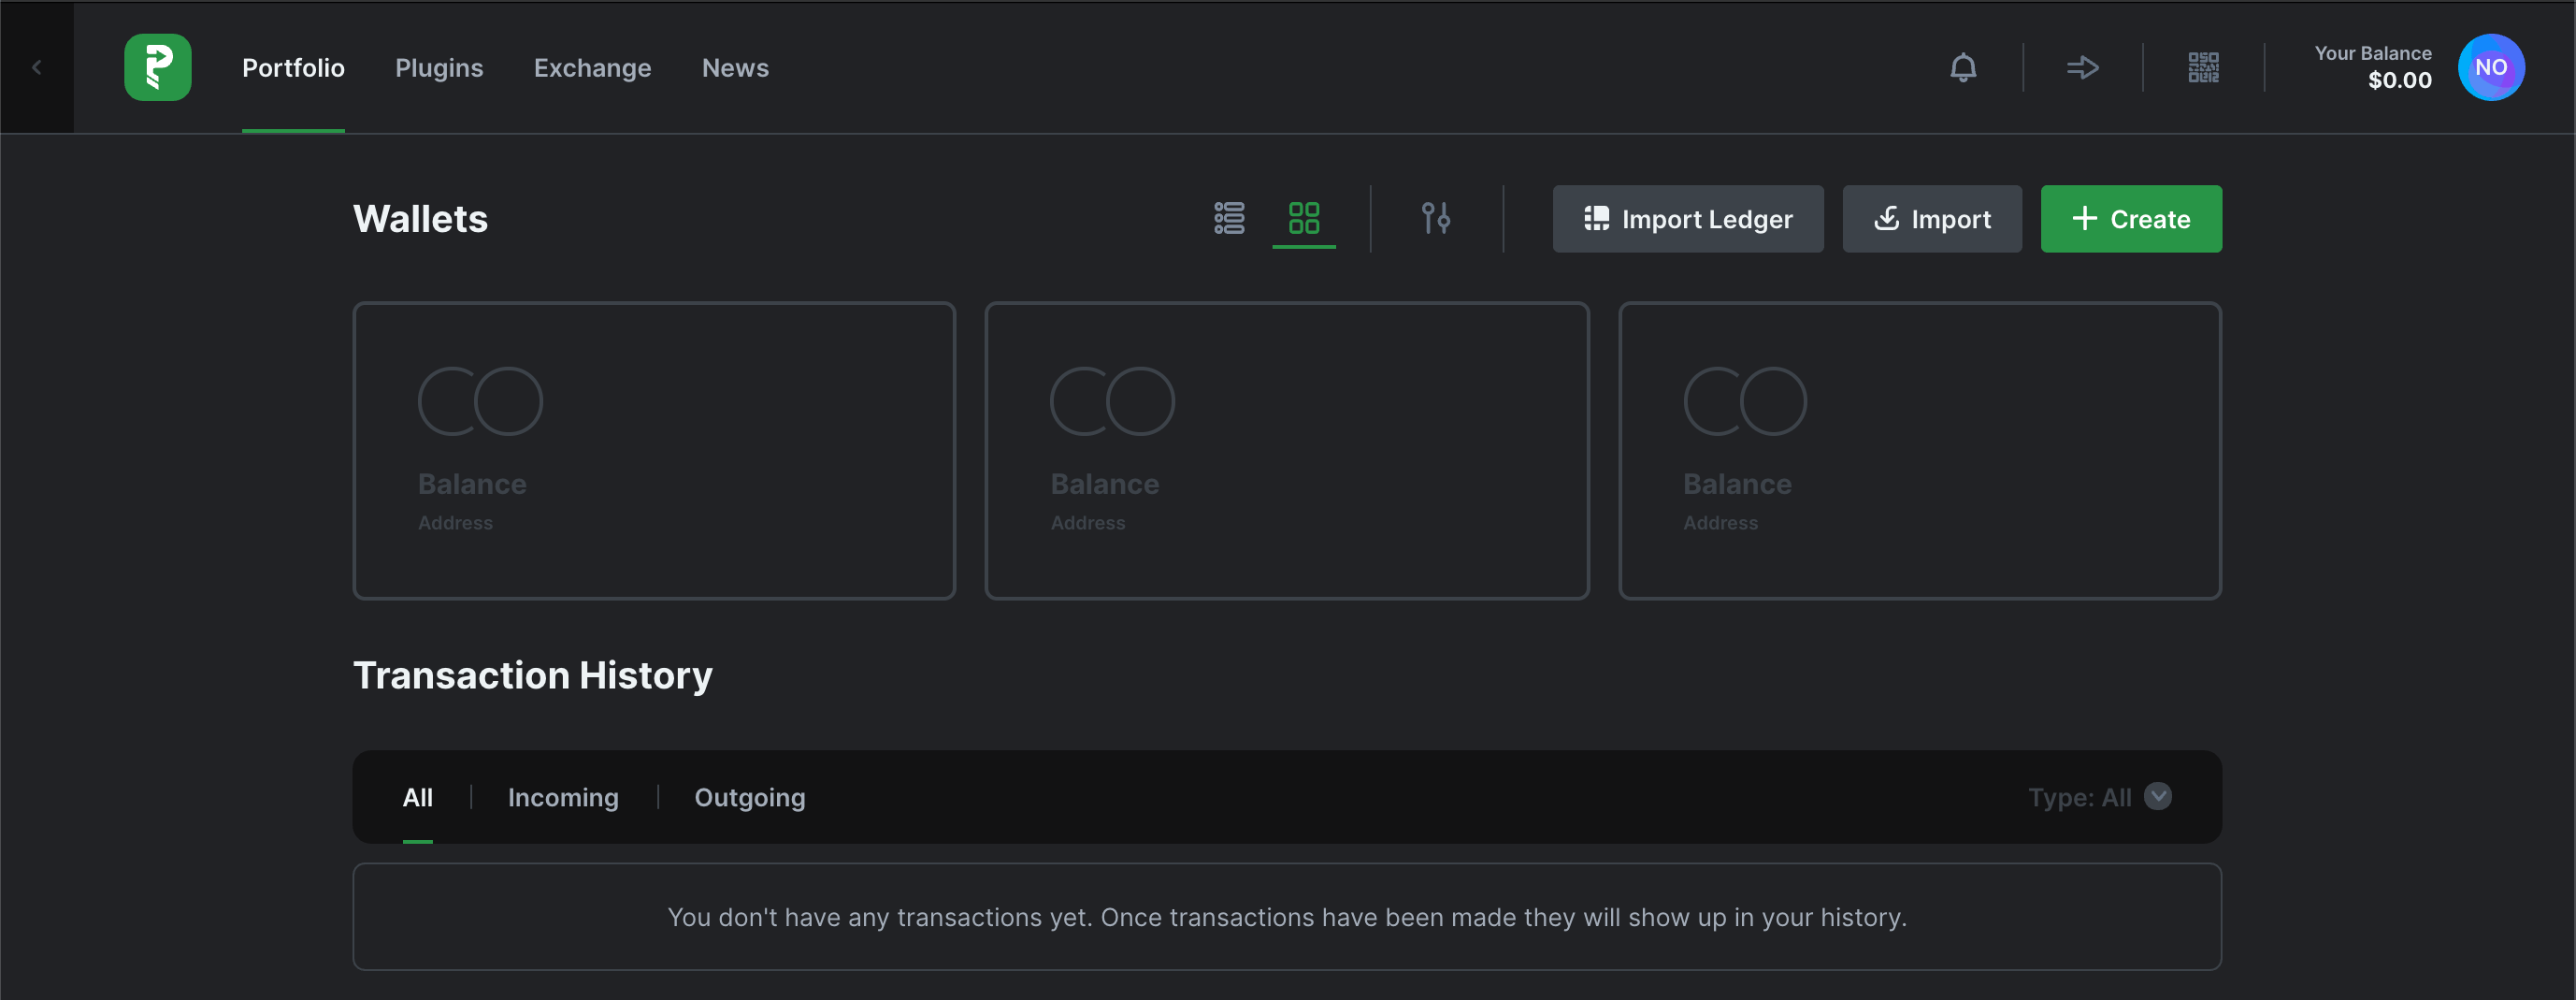 Portfolio
Plugins
Exchange
News
Your Balance
$0.00
NO
Wallets
Import Ledger
Import
Create
Balance
Address
Balance
Address
Balance
Address
Transaction History
All
Incoming
Outgoing
Type: All
You don't have any transactions yet. Once transactions have been made they will show up in your history.